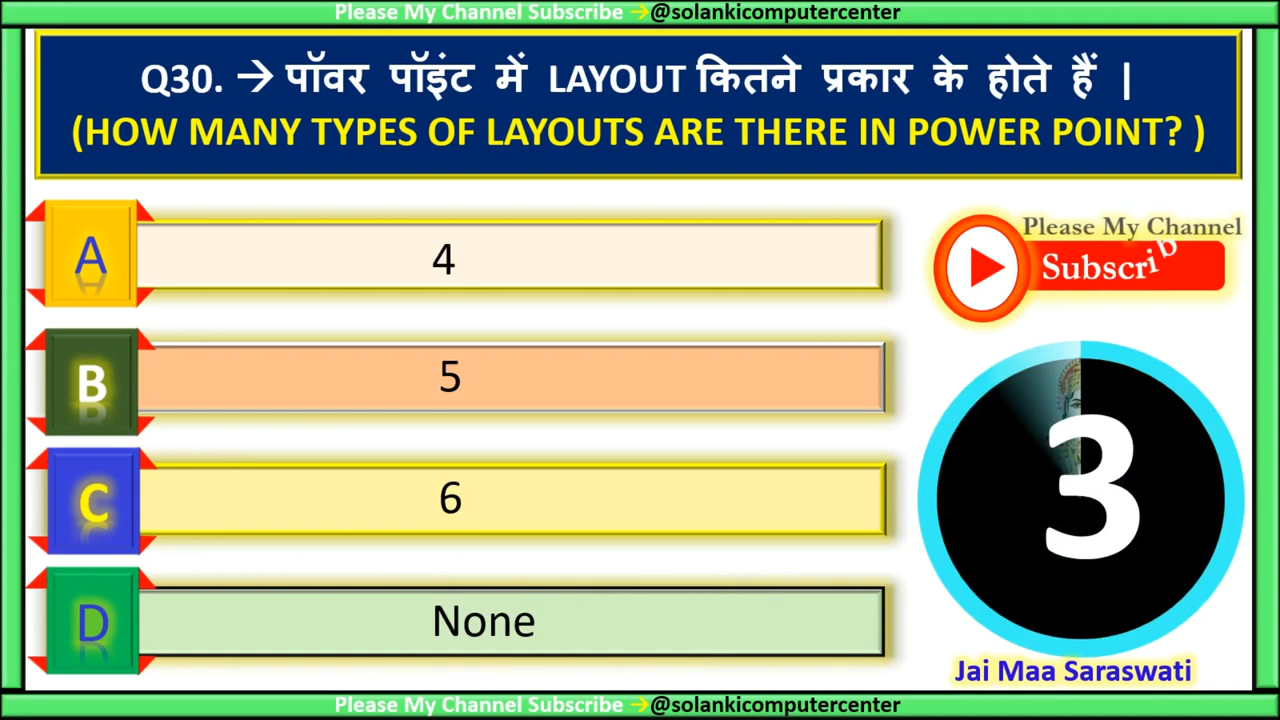 Please My Channel Subscribe →@solankicomputercenter
Q30. → पॉवर पॉइंट में LAYOUT कितने प्रकार के होते हैं |
(HOW MANY TYPES OF LAYOUTS ARE THERE IN POWER POINT? )
A 4
B 5
C 6
D None
Please My Channel
Subscrib
3
Jai Maa Saraswati
Please My Channel Subscribe →@solankicomputercenter